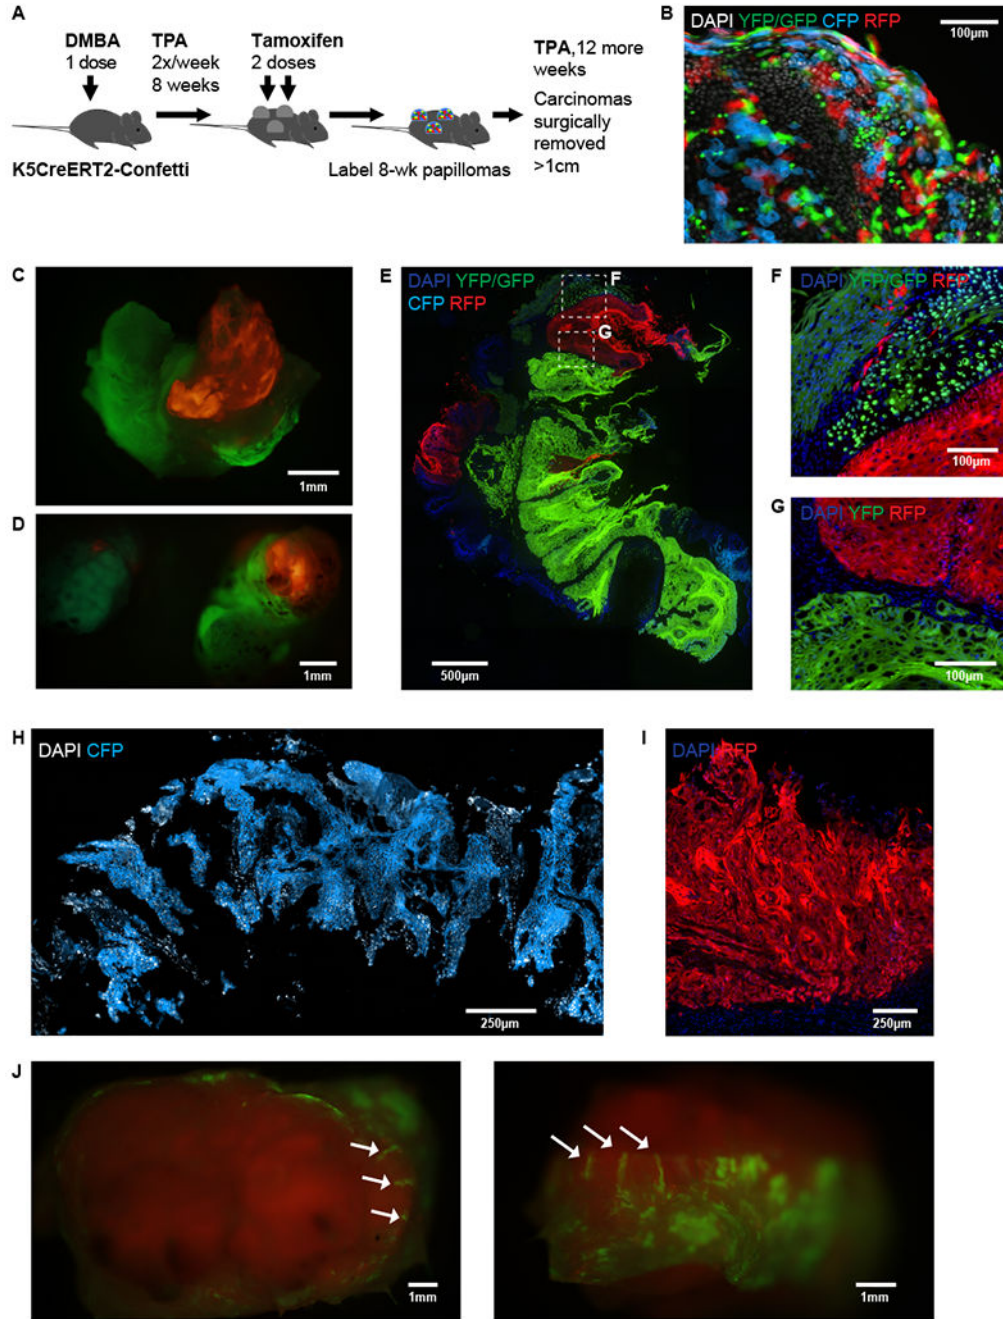 A
DMBA
1 dose
TPA
2x/week
8 weeks
Tamoxifen
2 doses
TPA, 12 more
weeks
Carcinomas
surgically
removed
>1cm
K5CreERT2-Confetti
Label 8-wk papillomas
B
DAPI YFP/GFP CFP RFP
100µm
C
1mm
D
1mm
E
DAPI YFP/GFP
CFP RFP
F
G
500µm
F
DAPI YFP/GFP RFP
100µm
G
DAPI YFP RFP
100µm
H
DAPI CFP
250µm
I
DAPI RFP
250µm
J
1mm
1mm